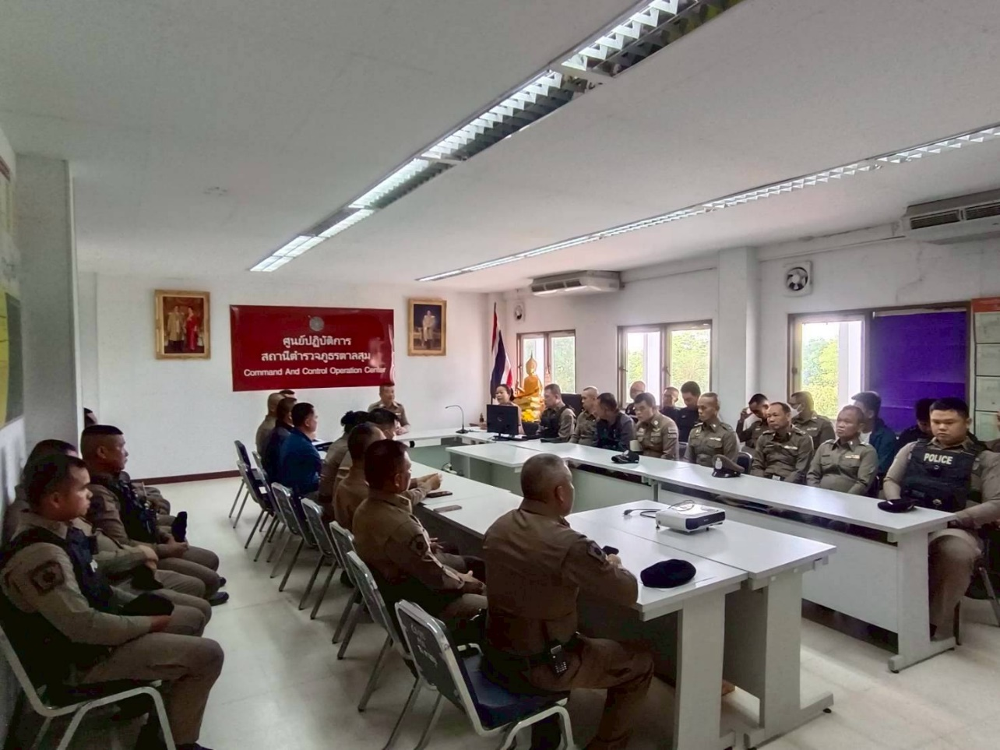 ศูนย์ปฏิบัติการ
สถานีตำรวจภูธรตาลสุม
Command And Control Operation Center
POLICE